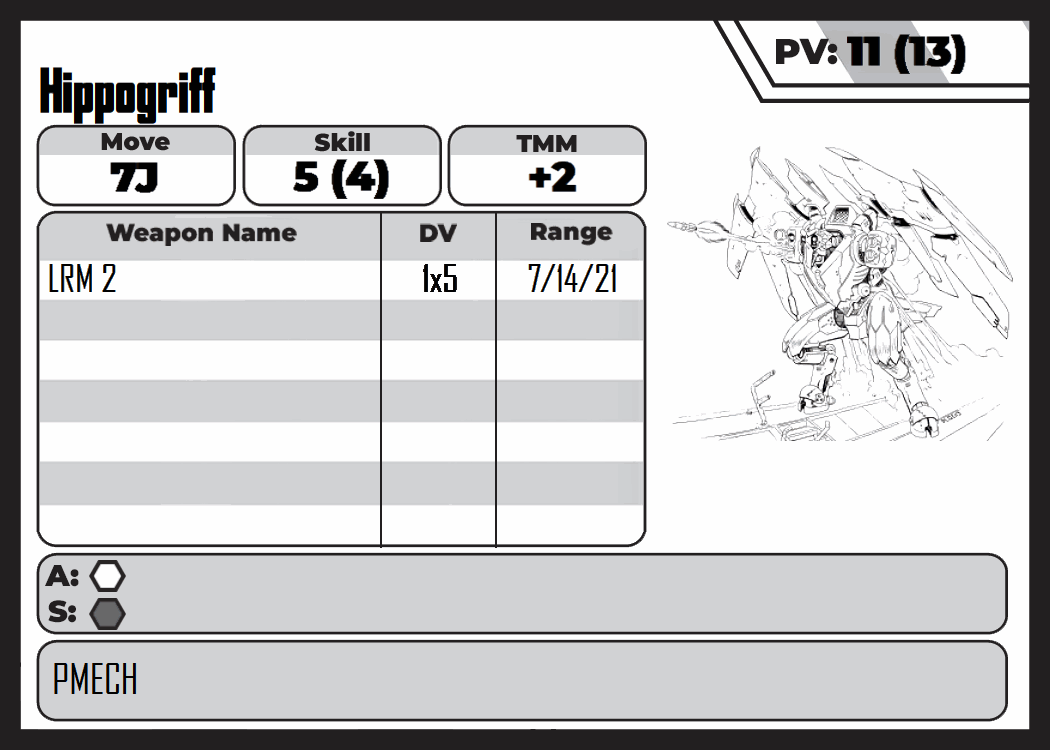 PV: 11 (13)
Hippogriff
Move Skill TMM
7J 5 (4) +2
Weapon Name DV Range
LRM 2 1x5 7/14/21
A:
S:
PMECH